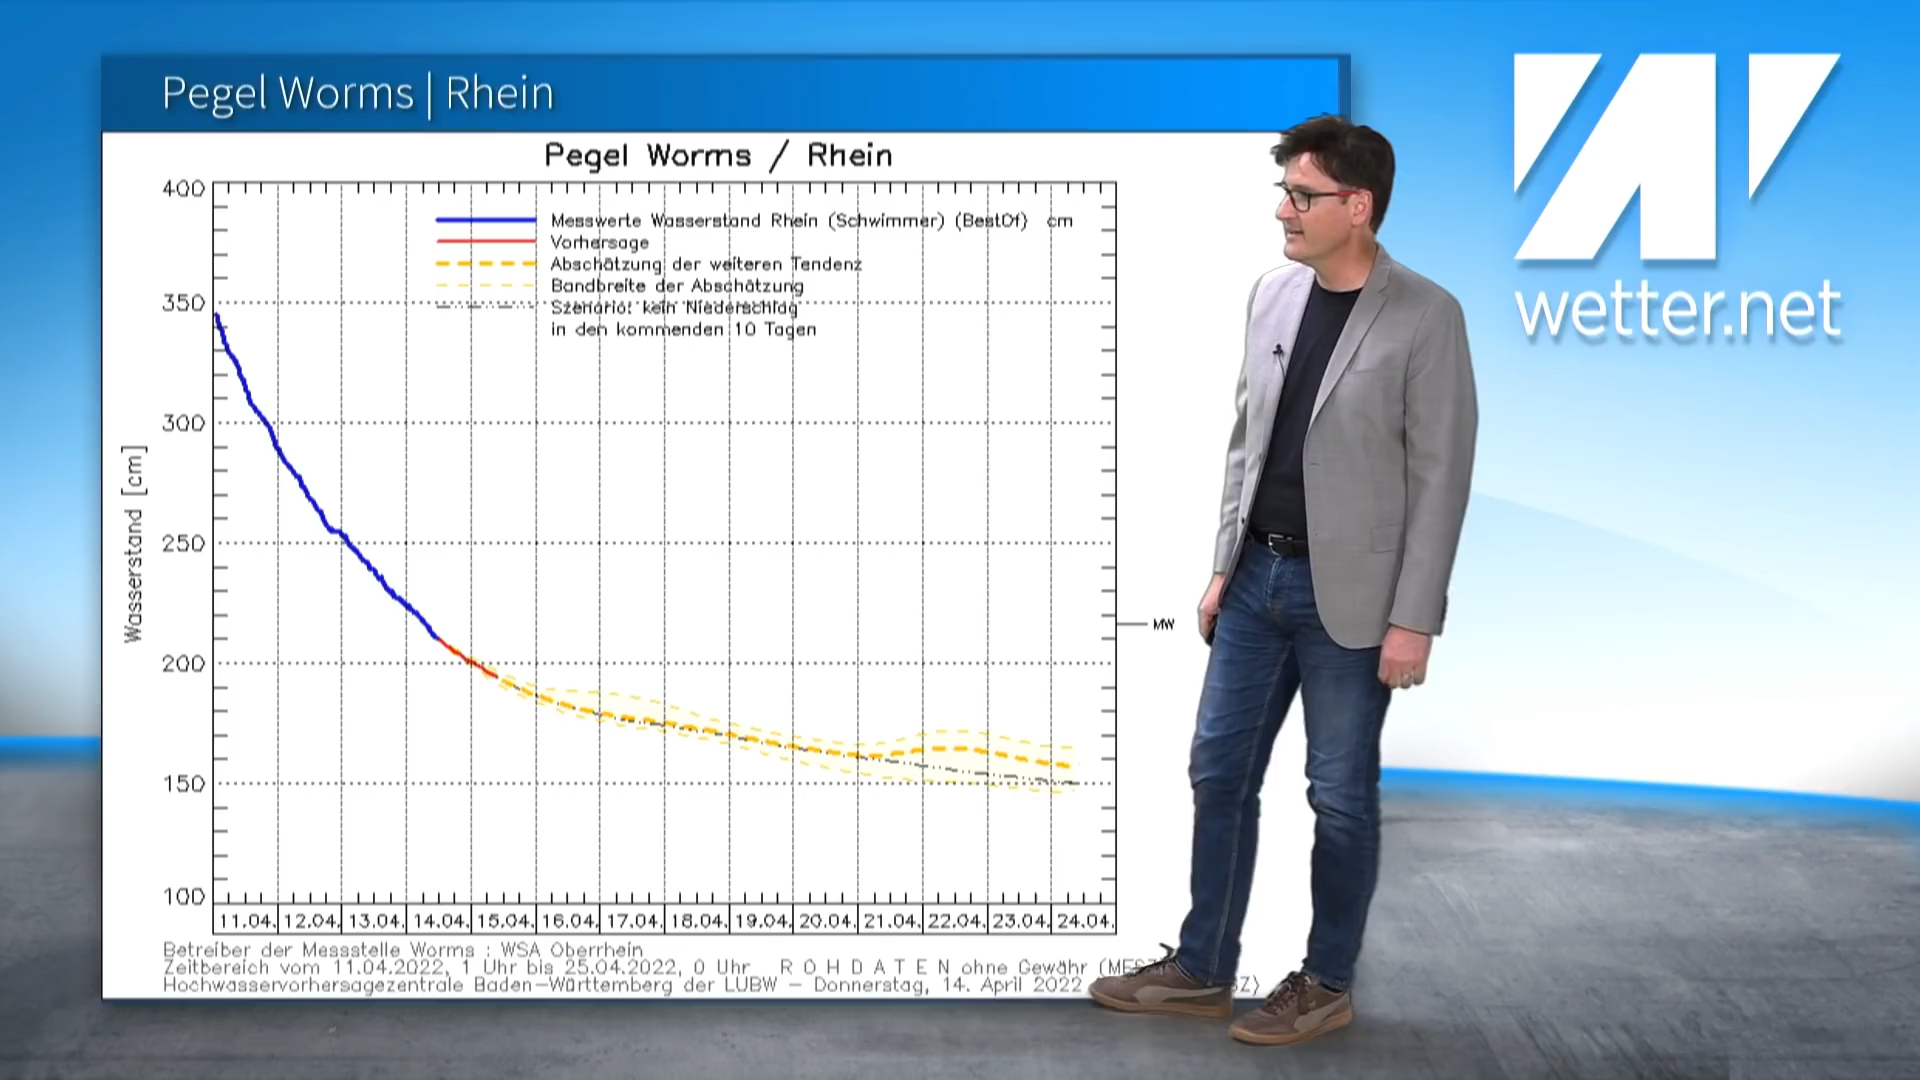 Pegel Worms | Rhein
wetter.net
Pegel Worms / Rhein
Messwerte Wasserstand Rhein (Schwimmer) (BestOf) cm
Vorhersage
Abschätzung der weiteren Tendenz
Bandbreite der Abschätzung
Szenario: kein Niederschlag
in den kommenden 10 Tagen
Wasserstand [cm]
400
350
300
250
200
150
100
MW
11.04. 12.04. 13.04. 14.04. 15.04. 16.04. 17.04. 18.04. 19.04. 20.04. 21.04. 22.04. 23.04. 24.04.
Betreiber der Messstelle Worms : WSA Oberrhein
Zeitbereich vom 11.04.2022, 1 Uhr bis 25.04.2022, 0 Uhr R O H D A T E N ohne Gewähr
Hochwasservorhersagezentrale Baden-Württemberg der LUBW - Donnerstag, 14. April 2022